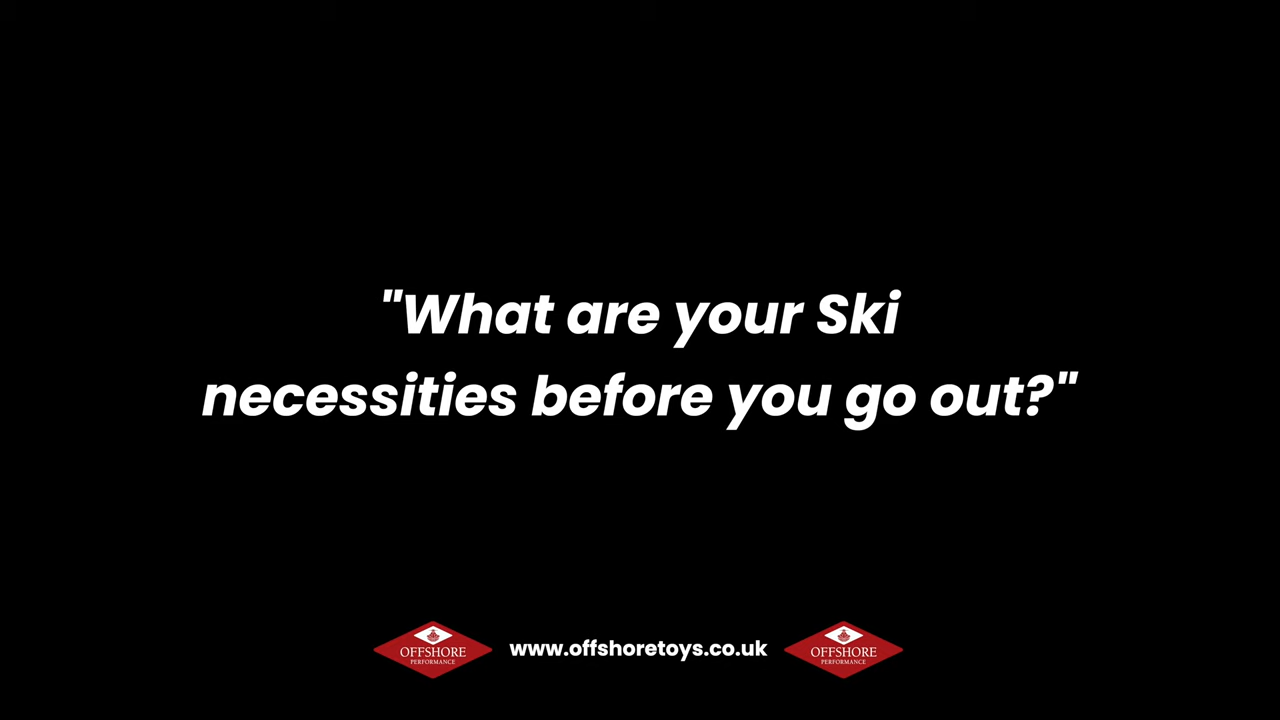 "What are your Ski
necessities before you go out?"
OFFSHORE
PERFORMANCE
www.offshoretoys.co.uk
OFFSHORE
PERFORMANCE